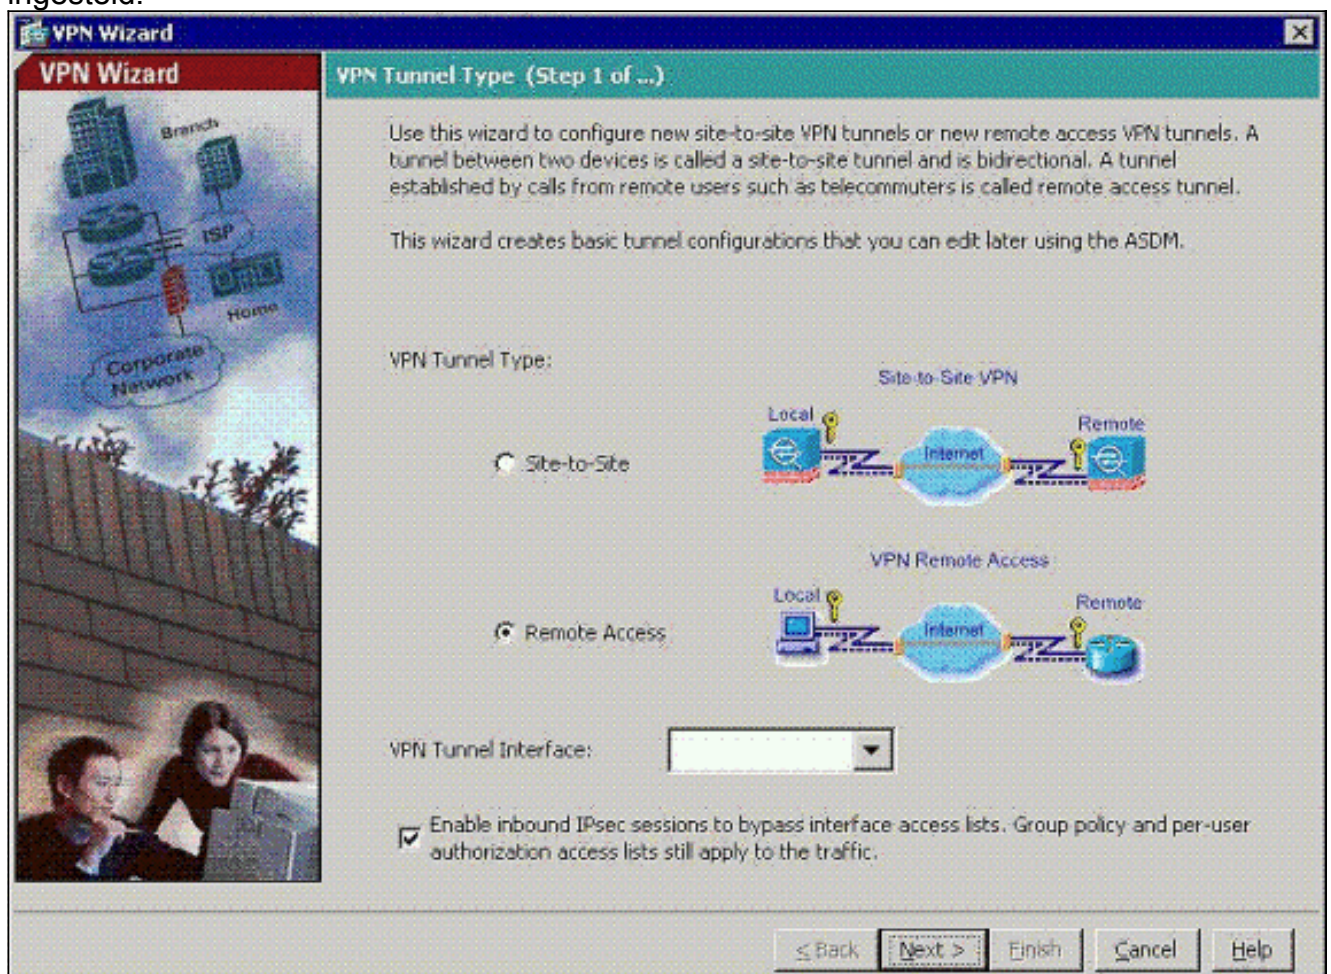 ingesteld.
VPN Wizard
VPN Wizard
VPN Tunnel Type (Step 1 of ...)
Branch
ISP
Home
Corporate
Network
Use this wizard to configure new site-to-site VPN tunnels or new remote access VPN tunnels. A
tunnel between two devices is called a site-to-site tunnel and is bidirectional. A tunnel
established by calls from remote users such as telecommuters is called remote access tunnel.
This wizard creates basic tunnel configurations that you can edit later using the ASDM.
VPN Tunnel Type:
Site-to-Site VPN
Local
Remote
Internet
Site-to-Site
VPN Remote Access
Local
Remote
Internet
Remote Access
VPN Tunnel Interface:
Enable inbound IPsec sessions to bypass interface access lists. Group policy and per-user
authorization access lists still apply to the traffic.
< Back
Next >
Finish
Cancel
Help